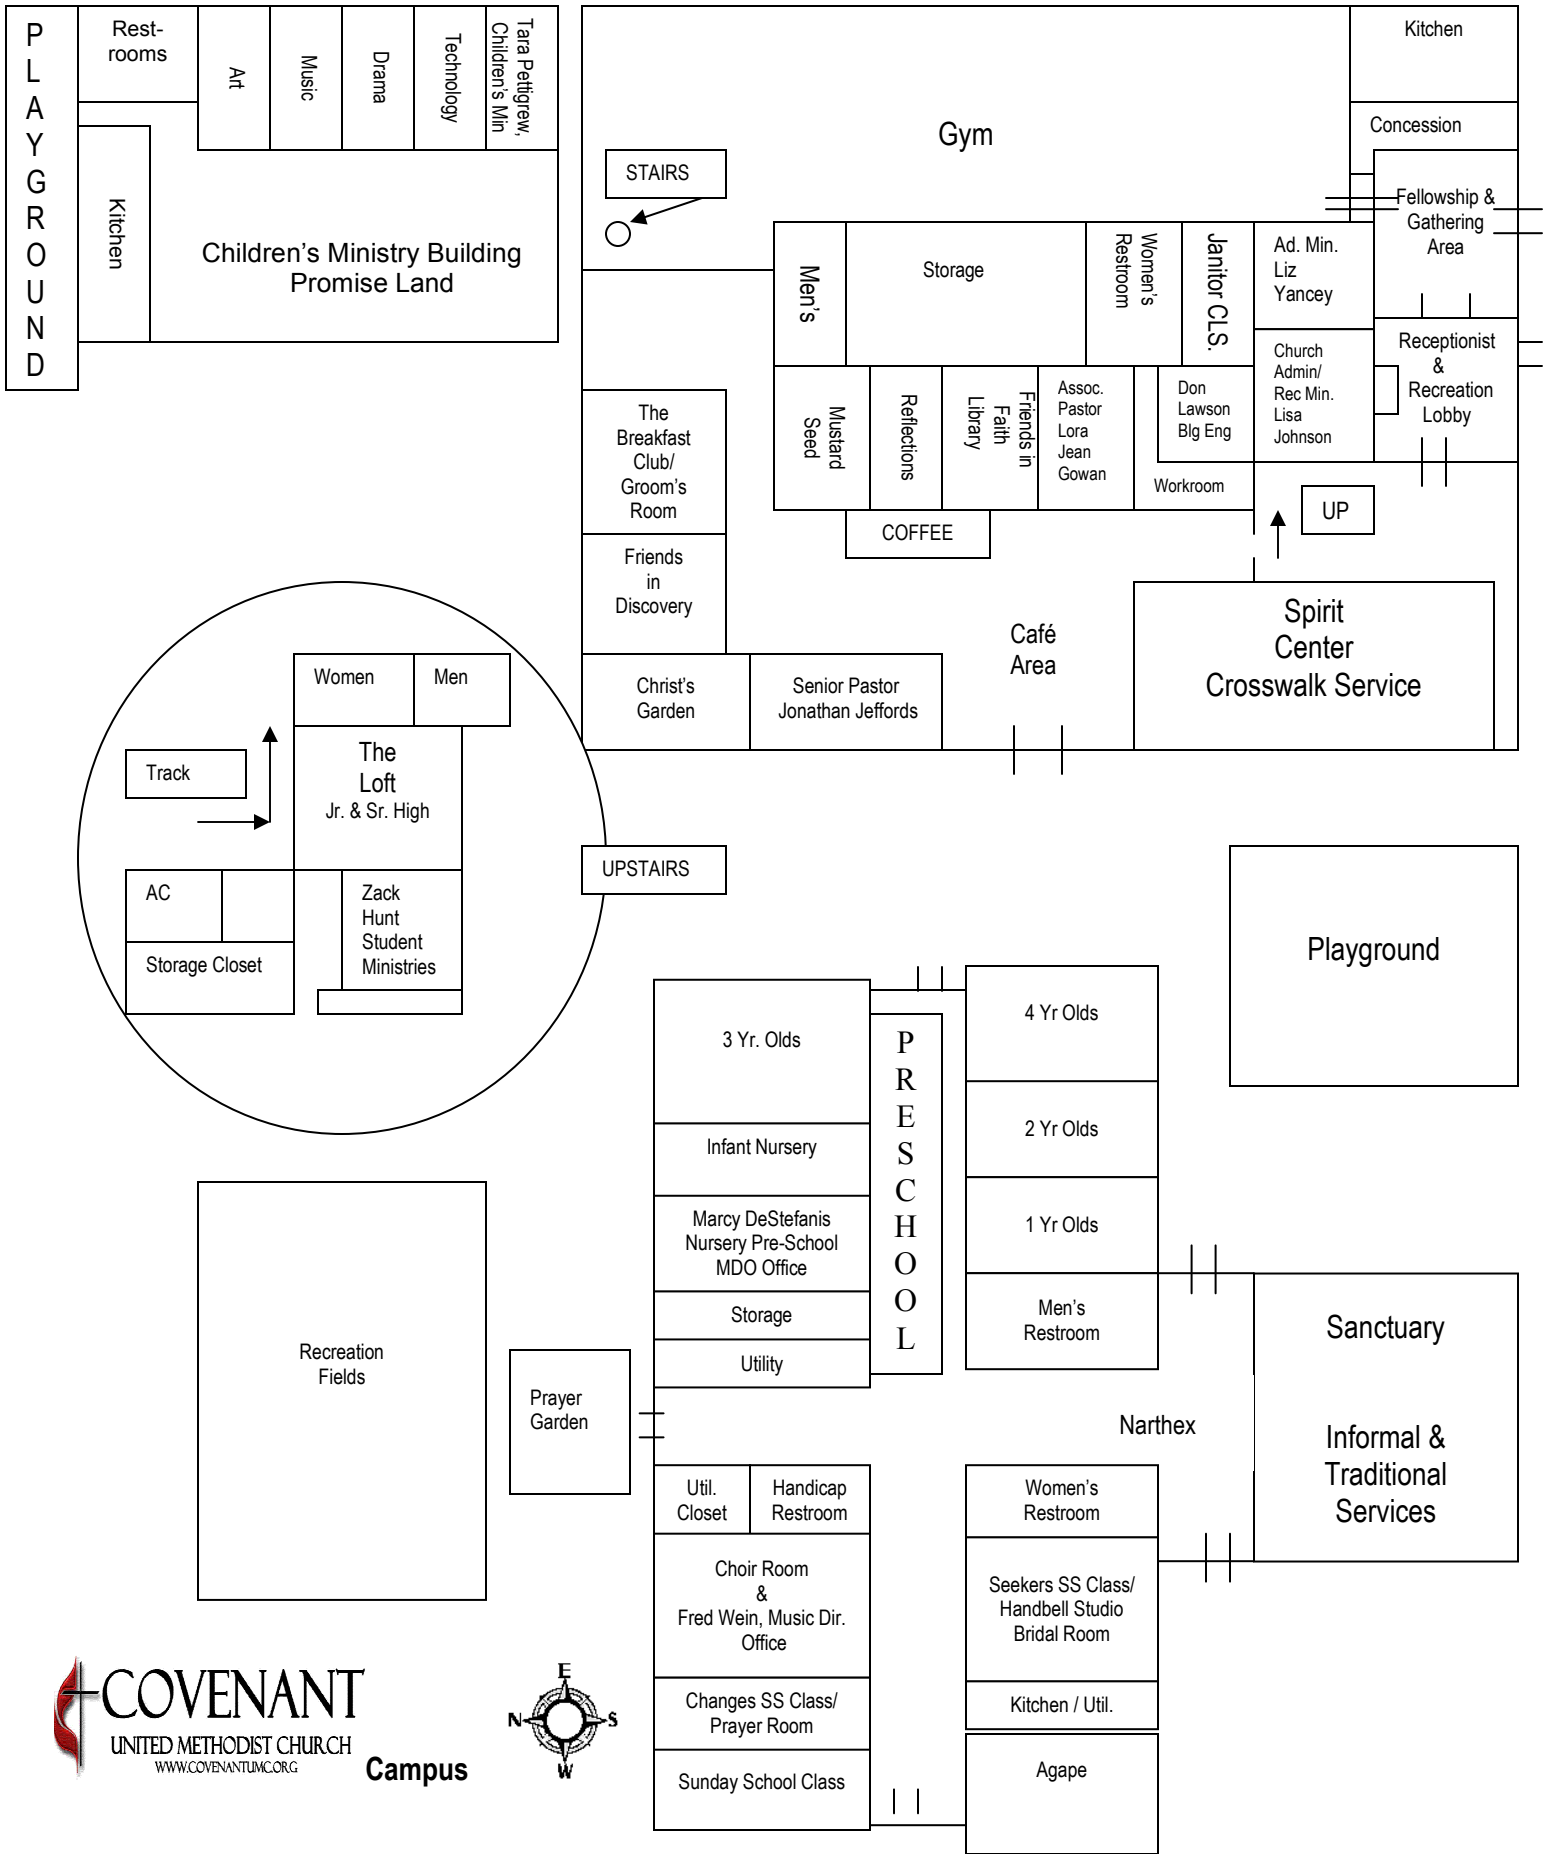 PLAYGROUND
Rest-
rooms
Art
Music
Drama
Technology
Tara Pettigrew,
Children's Min
Kitchen
Children's Ministry Building
Promise Land
Gym
Kitchen
Concession
STAIRS
Fellowship &
Gathering
Area
Men's
Storage
Women's
Restroom
Janitor CLS.
Ad. Min.
Liz
Yancey
Receptionist
&
Recreation
Lobby
Church
Admin/
Rec Min.
Lisa
Johnson
The
Breakfast
Club/
Groom's
Room
Mustard
Seed
Reflections
Friends in
Faith
Library
Assoc.
Pastor
Lora
Jean
Gowan
Don
Lawson
Blg Eng
Workroom
UP
COFFEE
Friends
in
Discovery
Café
Area
Spirit
Center
Crosswalk Service
Christ's
Garden
Senior Pastor
Jonathan Jeffords
Women
Men
The
Loft
Jr. & Sr. High
Track
UPSTAIRS
AC
Zack
Hunt
Student
Ministries
Storage Closet
Playground
3 Yr. Olds
PRESCHOOL
4 Yr Olds
2 Yr Olds
1 Yr Olds
Infant Nursery
Marcy DeStefanis
Nursery Pre-School
MDO Office
Storage
Utility
Men's
Restroom
Sanctuary
Informal &
Traditional
Services
Narthex
Recreation
Fields
Prayer
Garden
Util.
Closet
Handicap
Restroom
Women's
Restroom
Choir Room
&
Fred Wein, Music Dir.
Office
Seekers SS Class/
Handbell Studio
Bridal Room
Kitchen / Util.
Changes SS Class/
Prayer Room
Sunday School Class
Agape
COVENANT
UNITED METHODIST CHURCH
WWW.COVENANTUMC.ORG
Campus
E
N
S
W